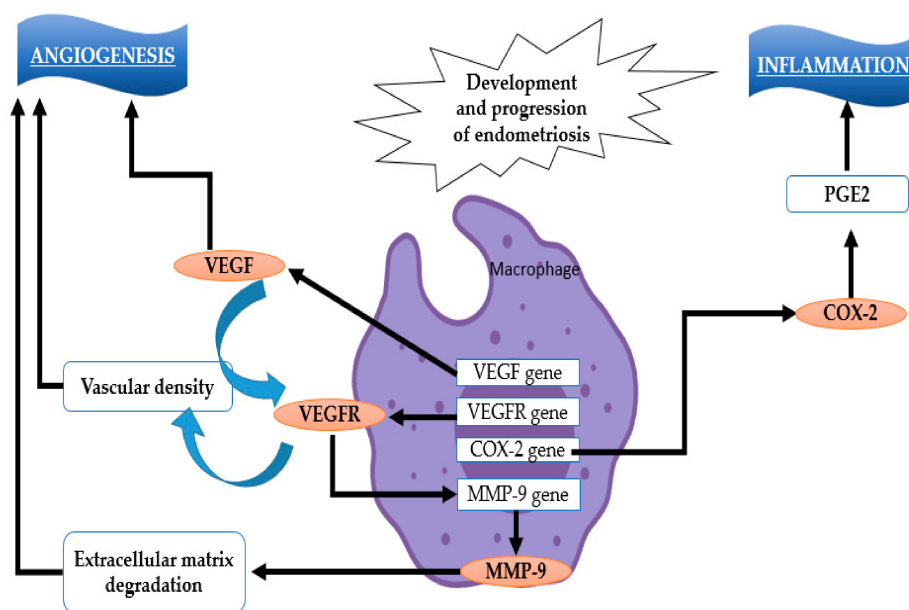 ANGIOGENESIS
Development
and progression
of endometriosis
INFLAMMATION
PGE2
Macrophage
VEGF
COX-2
VEGF gene
Vascular density
VEGFR
VEGFR gene
COX-2 gene
MMP-9 gene
Extracellular matrix
degradation
MMP-9